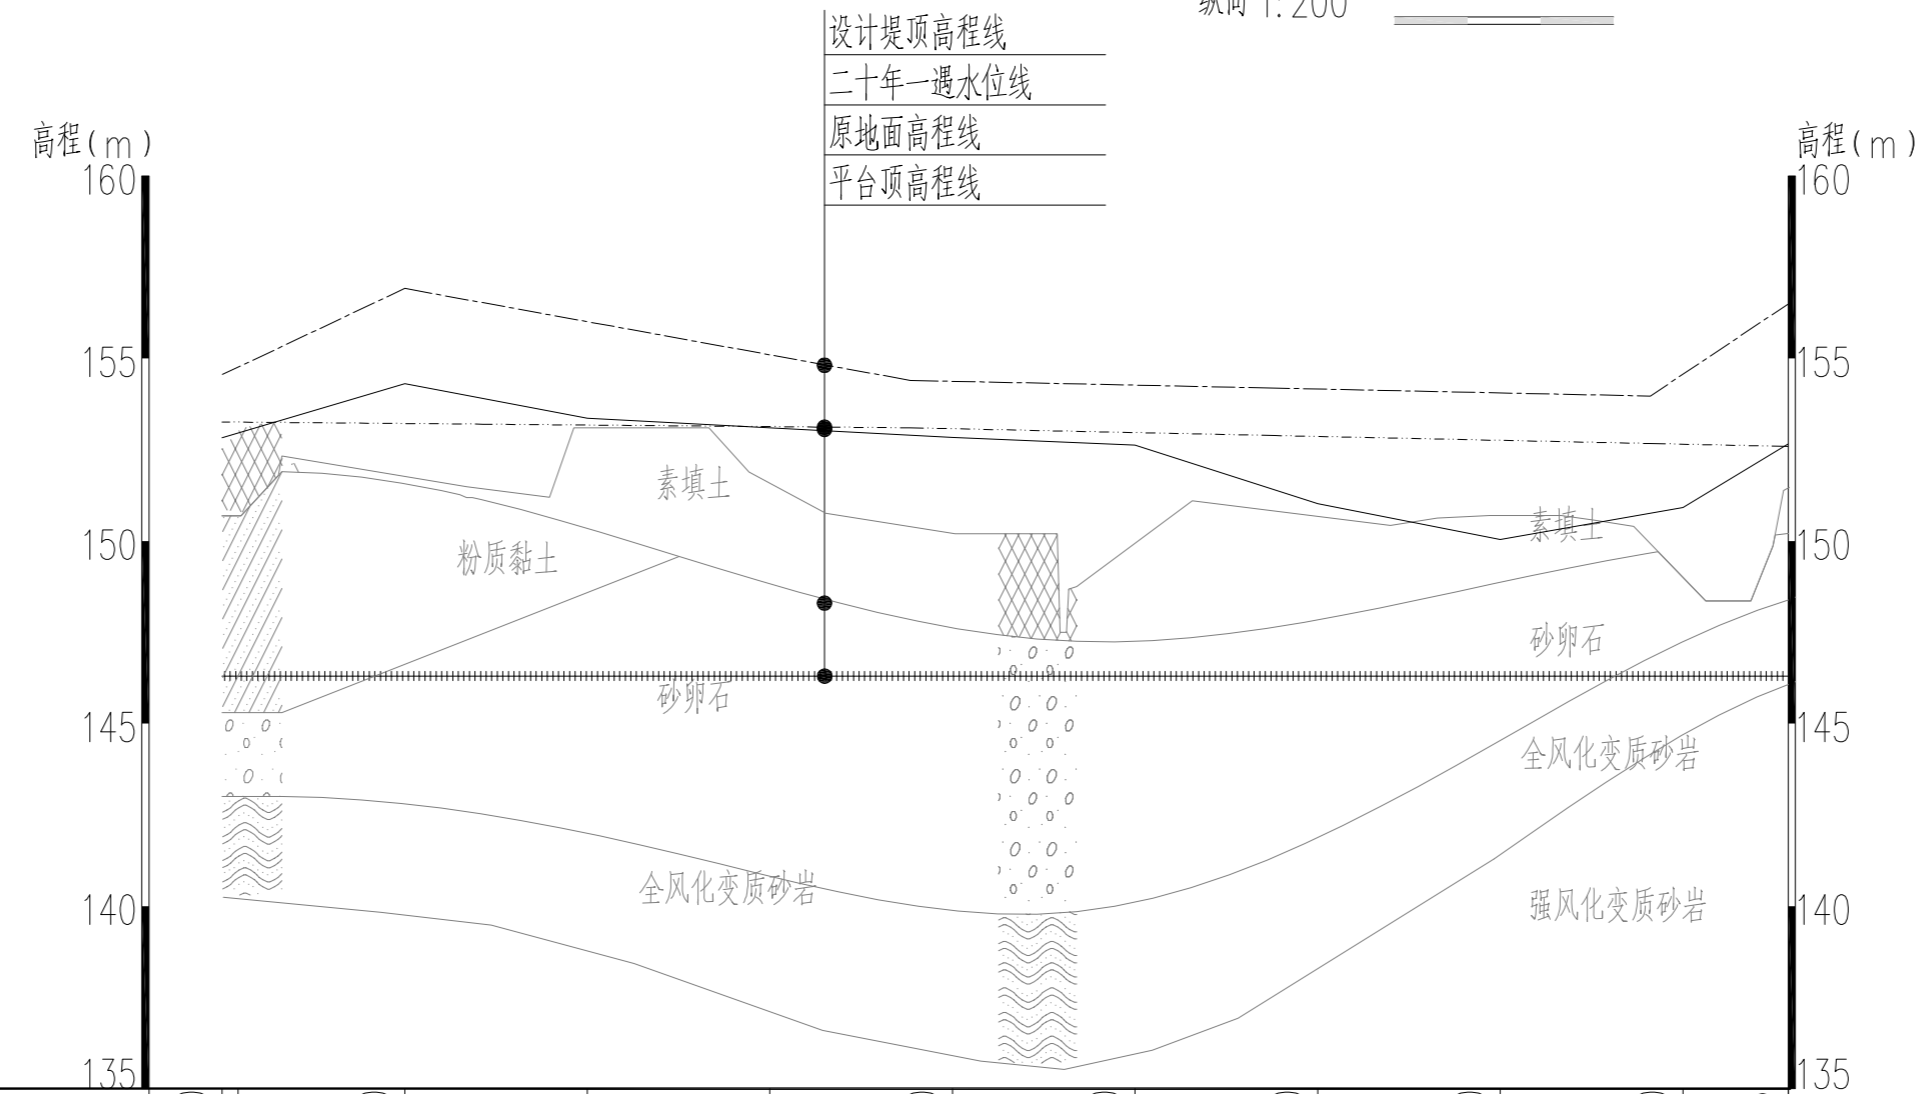 纵向 1:200
设计堤顶高程线
二十年一遇水位线
原地面高程线
平台顶高程线
高程(m)
高程(m)
160
160
155
155
素填土
素填土
150
150
粉质黏土
砂卵石
砂卵石
145
145
全风化变质砂岩
全风化变质砂岩
强风化变质砂岩
140
140
135
135